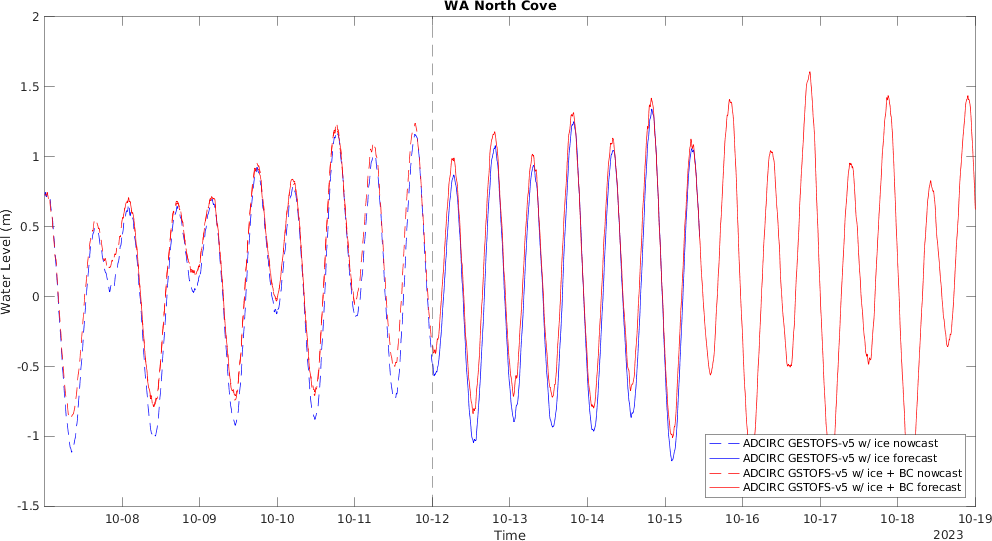 WA North Cove
2
1.5
1
0.5
0
-0.5
-1
-1.5
Water Level (m)
ADCIRC GESTOFS-v5 w/ ice nowcast
ADCIRC GESTOFS-v5 w/ ice forecast
ADCIRC GSTOFS-v5 w/ ice + BC nowcast
ADCIRC GSTOFS-v5 w/ ice + BC forecast
10-08 10-09 10-10 10-11 10-12 10-13 10-14 10-15 10-16 10-17 10-18 10-19
Time
2023